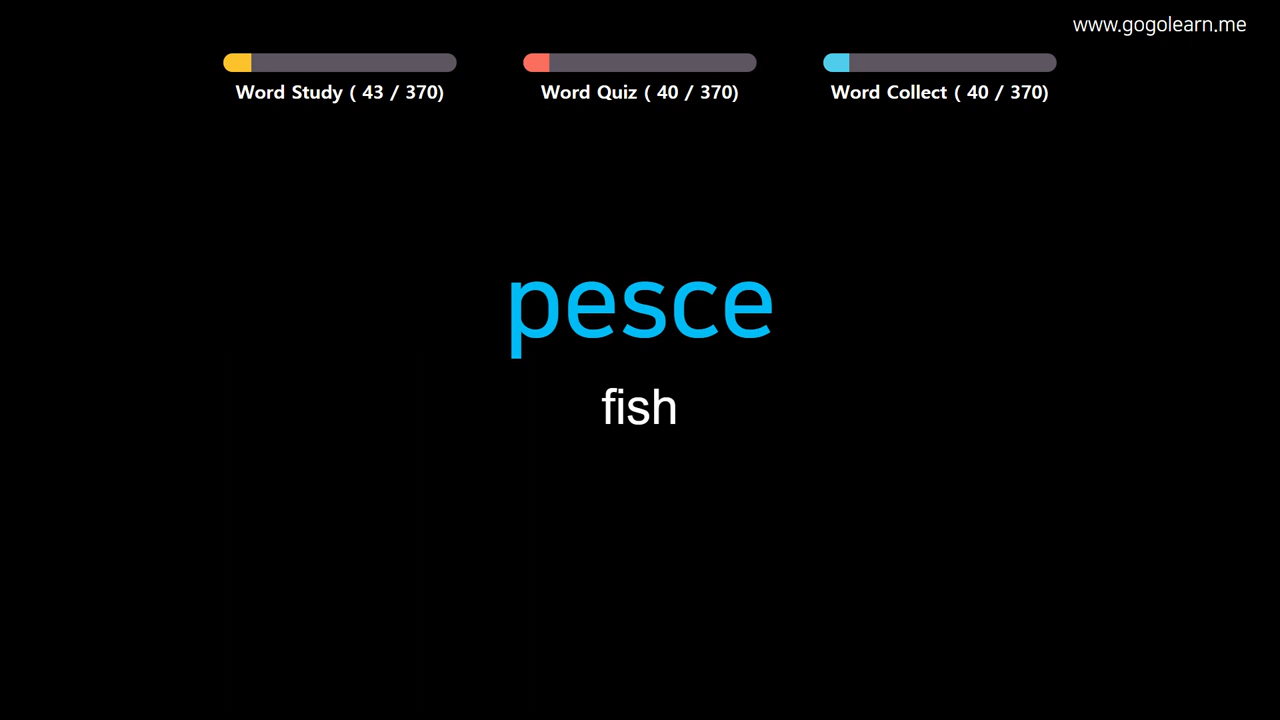 www.gogolearn.me
Word Study ( 43 / 370)
Word Quiz ( 40 / 370)
Word Collect ( 40 / 370)
pesce
fish